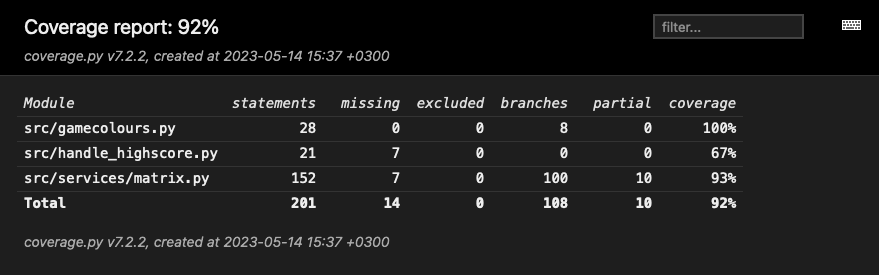 Coverage report: 92%
filter...
coverage.py v7.2.2, created at 2023-05-14 15:37 +0300
Module statements missing excluded branches partial coverage
src/gamecolours.py 28 0 0 8 0 100%
src/handle_highscore.py 21 7 0 0 0 67%
src/services/matrix.py 152 7 0 100 10 93%
Total 201 14 0 108 10 92%
coverage.py v7.2.2, created at 2023-05-14 15:37 +0300